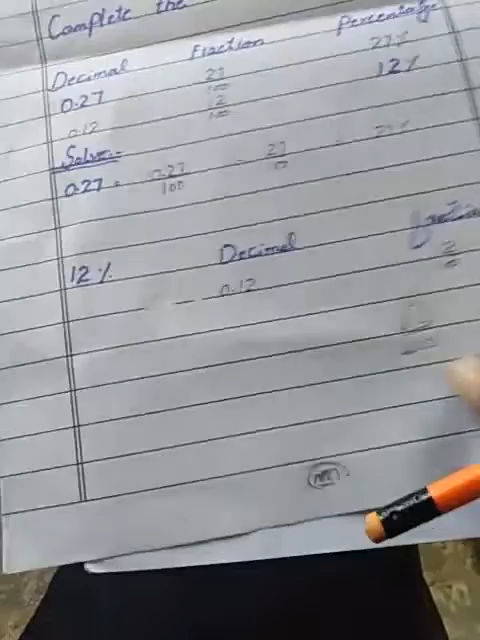 Complete the
Decimal Fraction Percentage
0.27 27/100 27%
0.12 12/100 12%
Solve:-
0.27 = 0.27/100 = 27 = 27%
12% Decimal
0.12